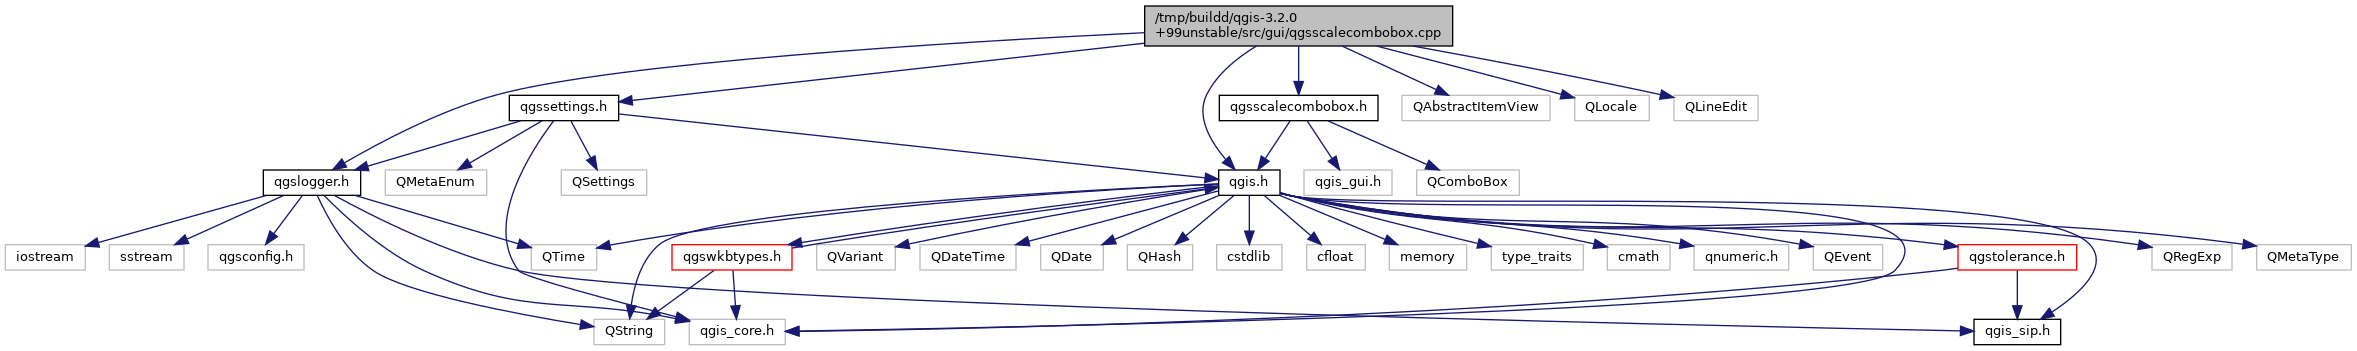 /tmp/buildd/qgis-3.2.0
+99unstable/src/gui/qgsscalecombobox.cpp
qgssettings.h
qgsscalecombobox.h
QAbstractItemView
QLocale
QLineEdit
qgslogger.h
QMetaEnum
QSettings
qgis.h
qgis_gui.h
QComboBox
iostream
sstream
qgsconfig.h
QTime
qgswkbtypes.h
QVariant
QDateTime
QDate
QHash
cstdlib
cfloat
memory
type_traits
cmath
qnumeric.h
QEvent
qgstolerance.h
QRegExp
QMetaType
QString
qgis_core.h
qgis_sip.h